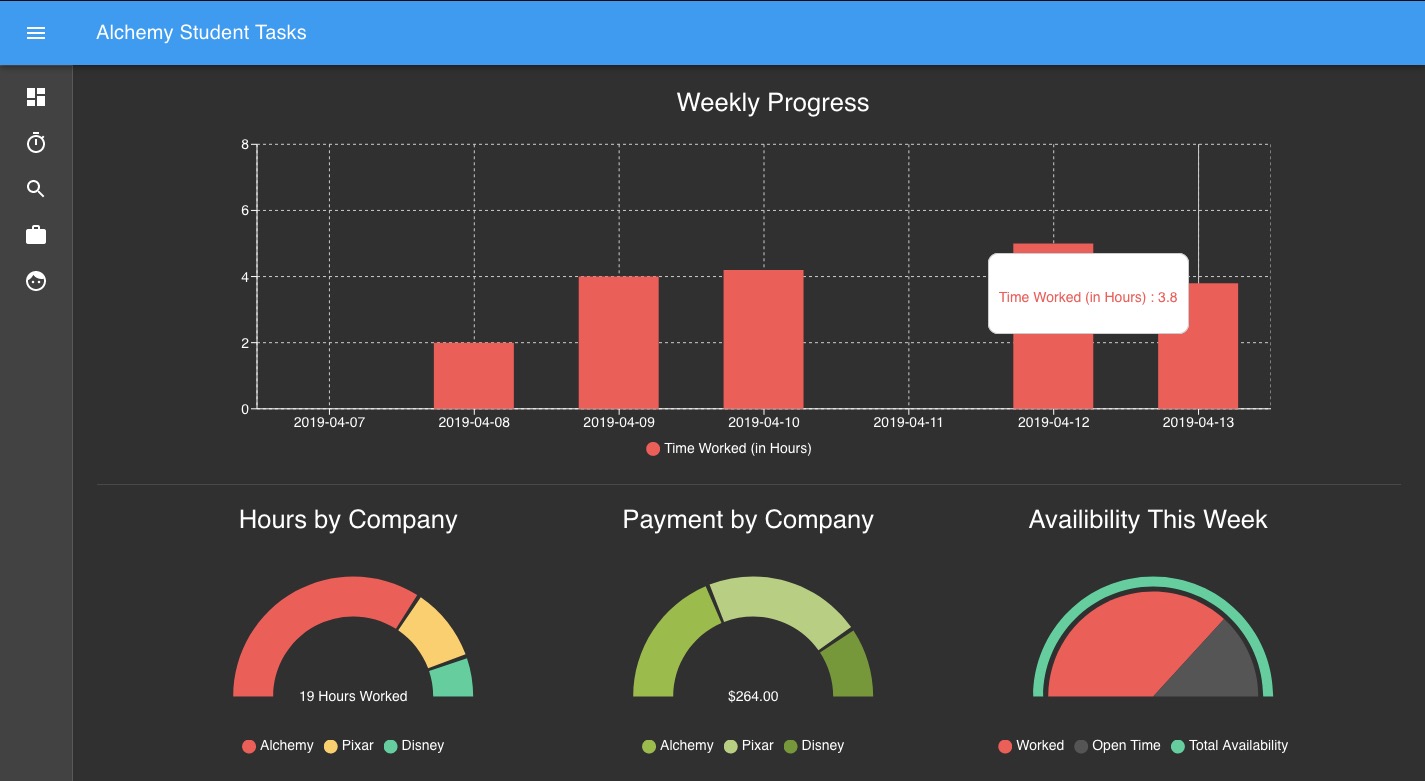 Alchemy Student Tasks
Weekly Progress
8
6
4
2
0
Time Worked (in Hours) : 3.8
2019-04-07 2019-04-08 2019-04-09 2019-04-10 2019-04-11 2019-04-12 2019-04-13
Time Worked (in Hours)
Hours by Company
19 Hours Worked
Alchemy Pixar Disney
Payment by Company
$264.00
Alchemy Pixar Disney
Availibility This Week
Worked Open Time Total Availability